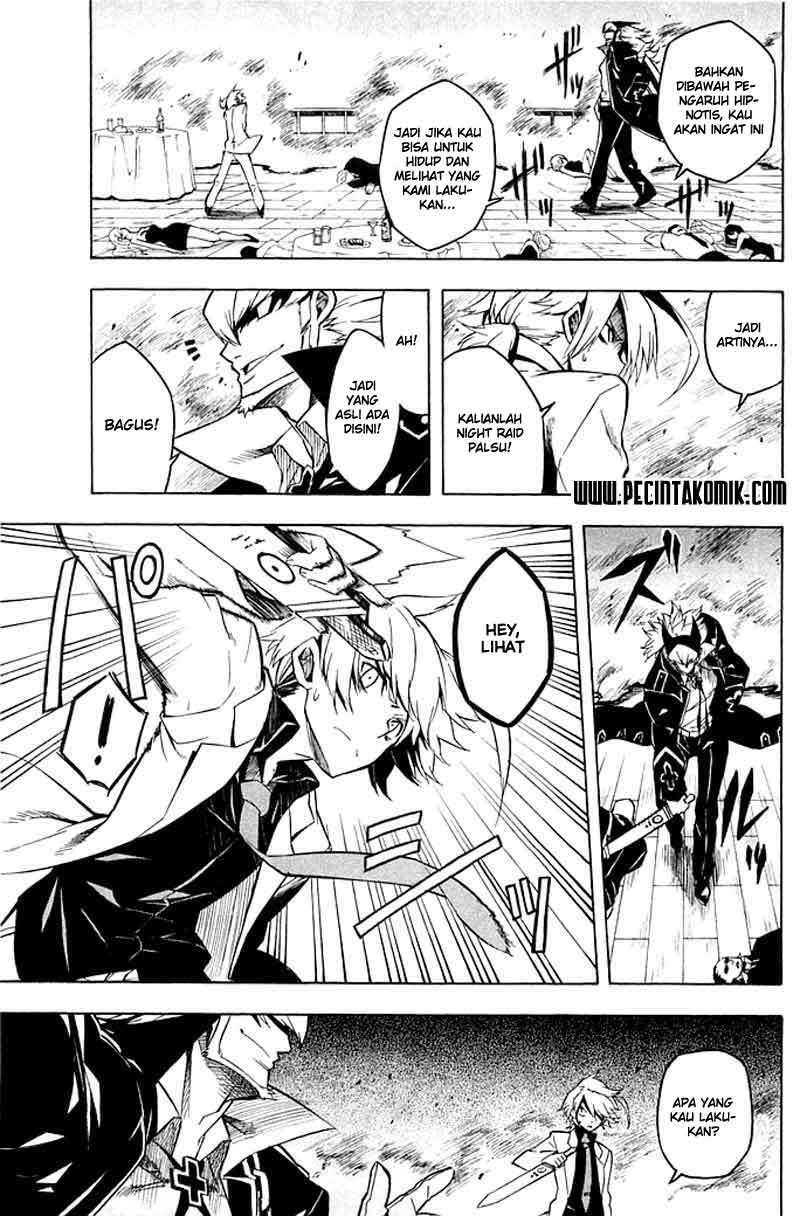 BAHKAN
DIBAWAH PE-
NGARUH HIP-
NOTIS, KAU
AKAN INGAT INI
JADI JIKA KAU
BISA UNTUK
HIDUP DAN
MELIHAT YANG
KAMI LAKU-
KAN...
JADI
ARTINYA...
KALIANLAH
NIGHT RAID
PALSU!
AH!
JADI
YANG
ASLI ADA
DISINI!
BAGUS!
WWW.PECINTAKOMIK.COM
ズ
HEY,
LIHAT
!
APA YANG
KAU LAKU-
KAN?